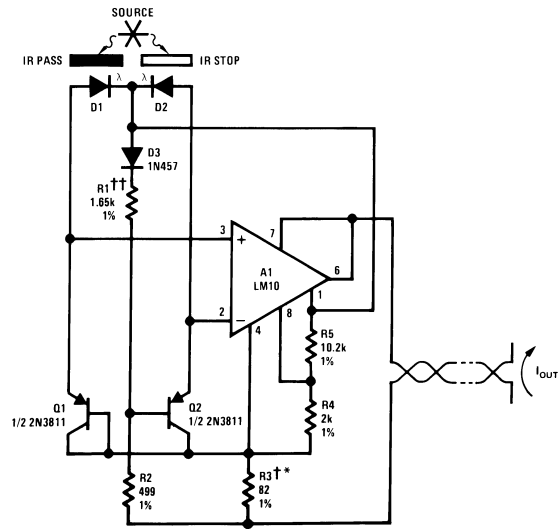 SOURCE
IR PASS
IR STOP
λ
λ
D1
D2
D3
1N457
R1††
1.65k
1%
3
+
7
A1
LM10
6
1
2
−
4
8
R5
10.2k
1%
R4
2k
1%
IOUT
Q1
1/2 2N3811
Q2
1/2 2N3811
R2
499
1%
R3†*
82
1%